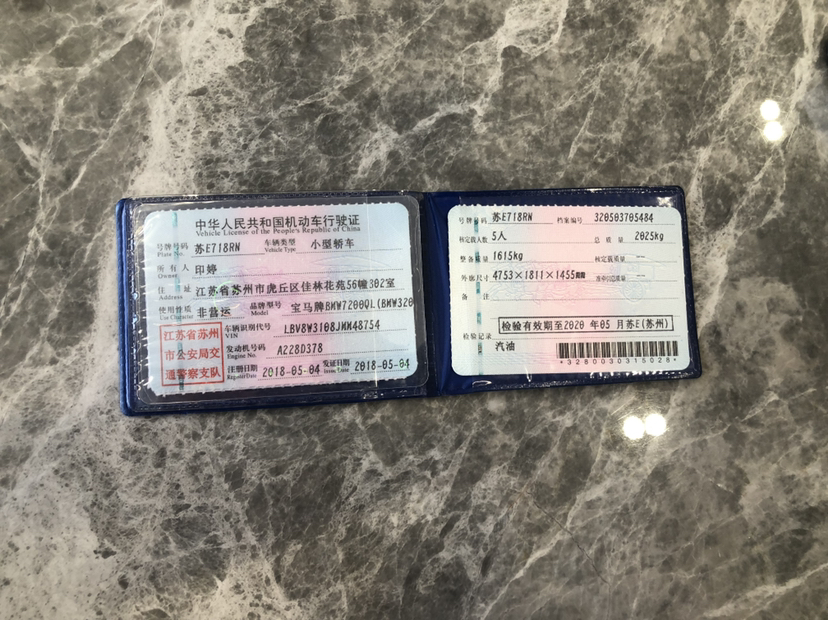 中华人民共和国机动车行驶证
Vehicle License of the People's Republic of China
号牌号码 Plate No. 苏E718RN 车辆类型 Vehicle Type 小型轿车
所有人 Owner 印婷
住址 Address 江苏省苏州市虎丘区佳林花苑56幢302室
使用性质 Use Character 非营运 品牌型号 Model 宝马牌BMW7200QL(BMW320
江苏省苏州
市公安局交
通警察支队
车辆识别代号 VIN LBV8W3108JMM48754
发动机号码 Engine No. A228D378
注册日期 Register Date 2018-05-04 发证日期 Issue Date 2018-05-04
号牌号码 苏E718RN 档案编号 320503705484
核定载人数 5人 总质量 2025kg
整备质量 1615kg 核定载质量 --
外廓尺寸 4753×1811×1455mm 准牵引总质量 --
备注
检验有效期至2020 年05 月苏E(苏州)
检验记录
汽油
*3280030315028*